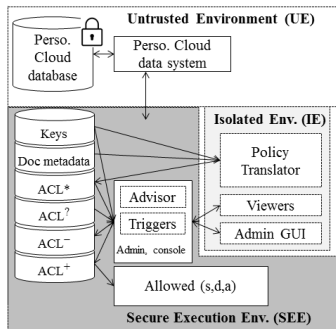 Untrusted Environment (UE)
Perso.
Cloud
database
Perso. Cloud
data system
Isolated Env. (IE)
Keys
Doc metadata
ACL*
ACL?
ACL−
ACL+
Policy
Translator
Advisor
Triggers
Admin, console
Viewers
Admin GUI
Allowed (s,d,a)
Secure Execution Env. (SEE)